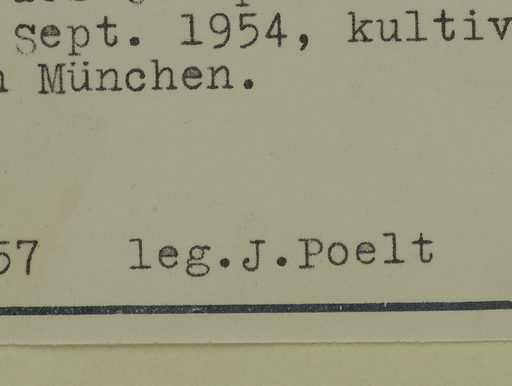 sept. 1954, kultiv
München.
57 leg.J.Poelt